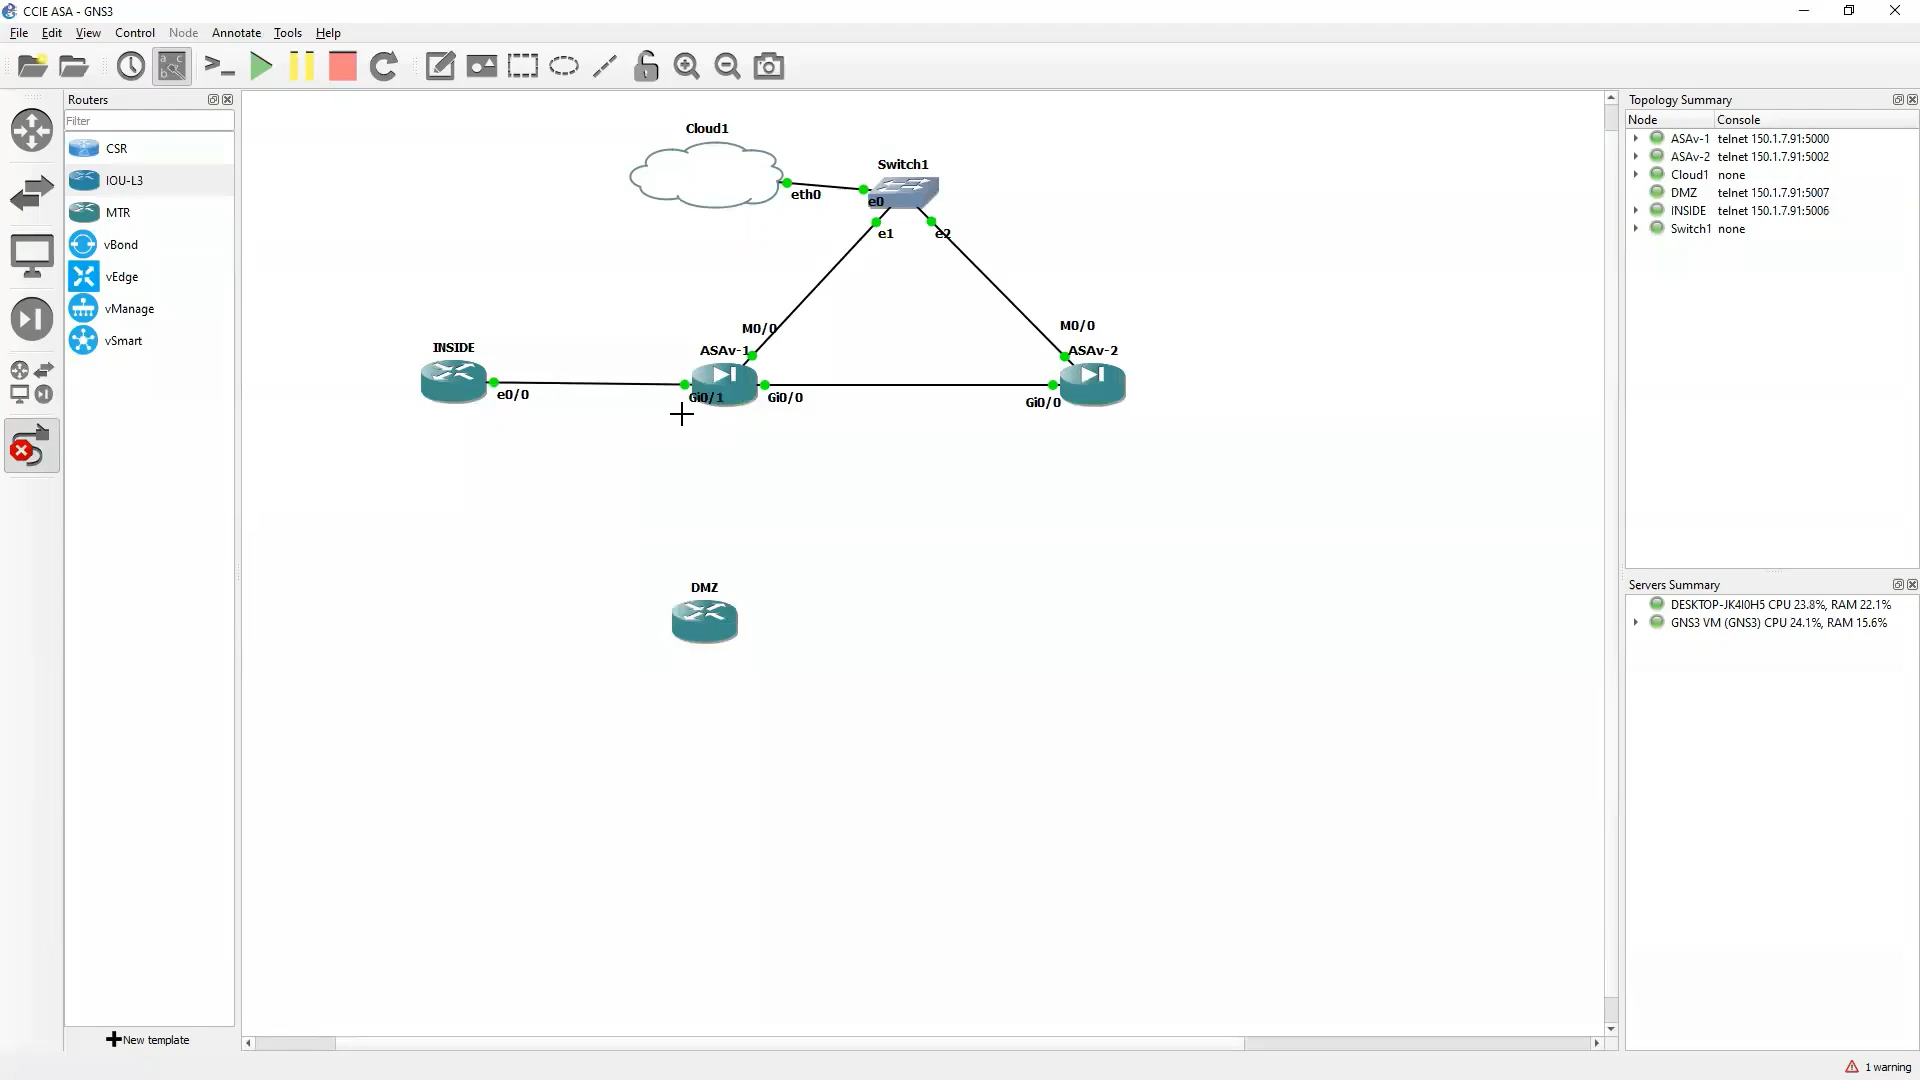 CCIE ASA - GNS3
File Edit View Control Node Annotate Tools Help
Routers
Filter
CSR
IOU-L3
MTR
vBond
vEdge
vManage
vSmart
New template
Cloud1
eth0
Switch1
e0
e1
e2
M0/0
M0/0
INSIDE
e0/0
ASAv-1
Gi0/1
Gi0/0
ASAv-2
Gi0/0
DMZ
Topology Summary
Node Console
ASAv-1 telnet 150.1.7.91:5000
ASAv-2 telnet 150.1.7.91:5002
Cloud1 none
DMZ telnet 150.1.7.91:5007
INSIDE telnet 150.1.7.91:5006
Switch1 none
Servers Summary
DESKTOP-JK4I0H5 CPU 23.8%, RAM 22.1%
GNS3 VM (GNS3) CPU 24.1%, RAM 15.6%
1 warning